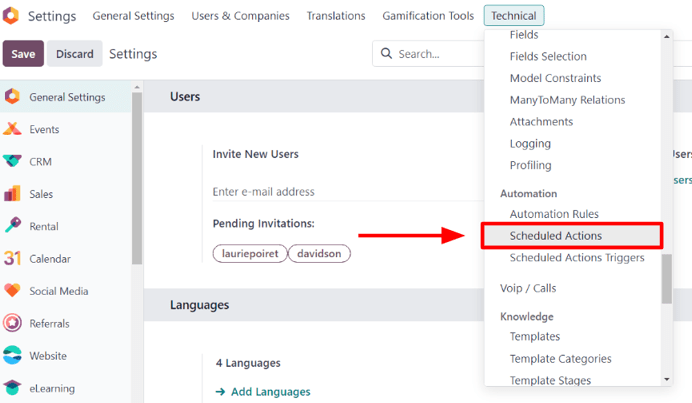 Settings General Settings Users & Companies Translations Gamification Tools Technical
Save Discard Settings Search...
General Settings
Events
CRM
Sales
Rental
31 Calendar
Social Media
Referrals
Website
eLearning
Users
Invite New Users
Enter e-mail address
Pending Invitations:
lauriepoiret davidson
Languages
4 Languages
Add Languages
Fields
Fields Selection
Model Constraints
ManyToMany Relations
Attachments
Logging
Profiling
Automation
Automation Rules
Scheduled Actions
Scheduled Actions Triggers
Voip / Calls
Knowledge
Templates
Template Categories
Template Stages